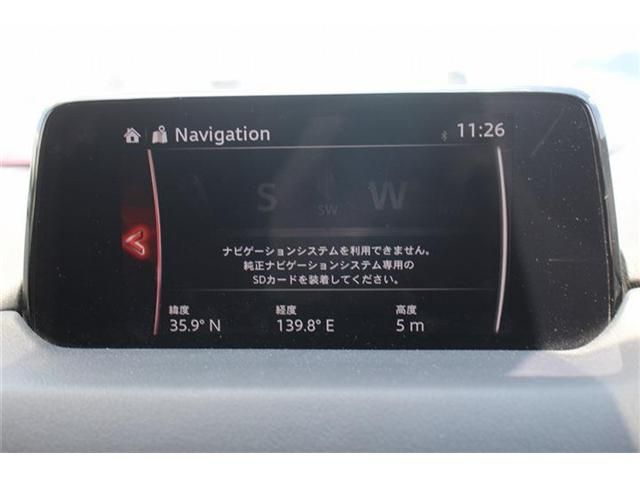 Navigation
11:26
S SW W
ナビゲーションシステムを利用できません。
純正ナビゲーションシステム専用の
SDカードを装着してください。
緯度 経度 高度
35.9° N 139.8° E 5 m